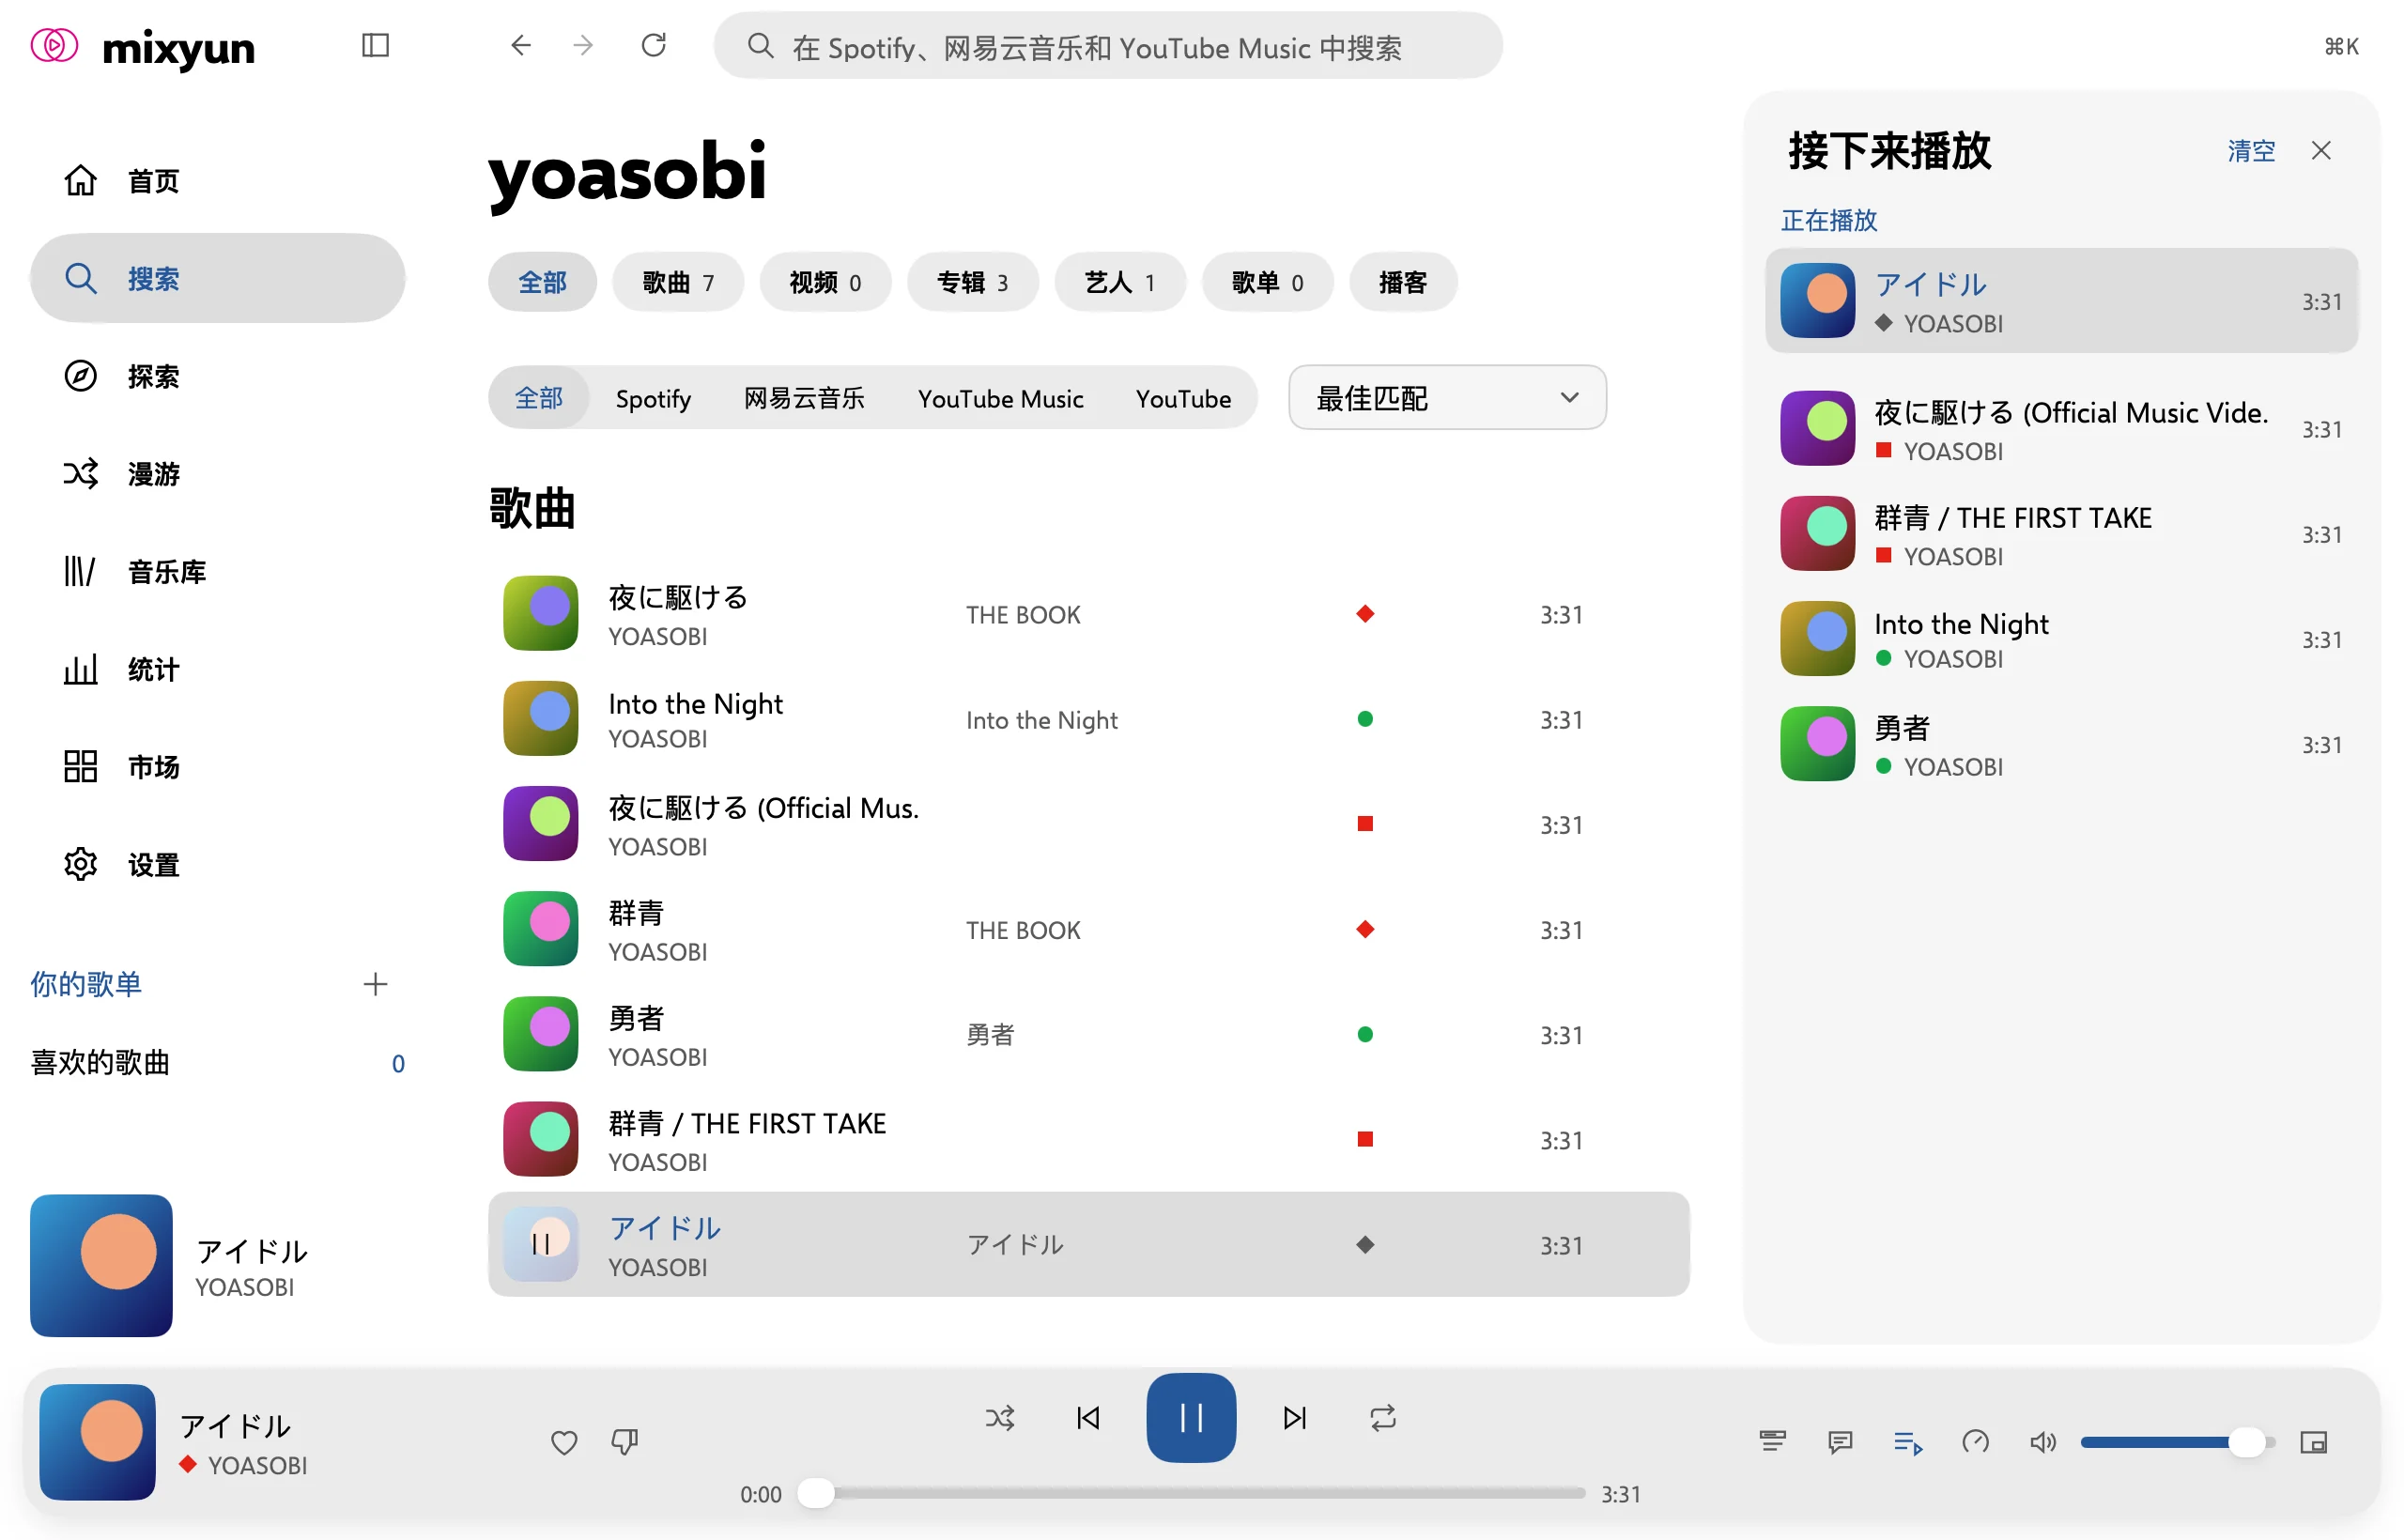 mixyun
在 Spotify、网易云音乐和 YouTube Music 中搜索
⌘K
首页
搜索
探索
漫游
音乐库
统计
市场
设置
你的歌单
喜欢的歌曲 0
アイドル
YOASOBI
yoasobi
全部 歌曲 7 视频 0 专辑 3 艺人 1 歌单 0 播客
全部 Spotify 网易云音乐 YouTube Music YouTube 最佳匹配
歌曲
夜に駆ける
YOASOBI
THE BOOK
3:31
Into the Night
YOASOBI
Into the Night
3:31
夜に駆ける (Official Mus.
YOASOBI
3:31
群青
YOASOBI
THE BOOK
3:31
勇者
YOASOBI
勇者
3:31
群青 / THE FIRST TAKE
YOASOBI
3:31
アイドル
YOASOBI
アイドル
3:31
接下来播放 清空
正在播放
アイドル
YOASOBI
3:31
夜に駆ける (Official Music Vide.
YOASOBI
3:31
群青 / THE FIRST TAKE
YOASOBI
3:31
Into the Night
YOASOBI
3:31
勇者
YOASOBI
3:31
アイドル
YOASOBI
0:00 3:31